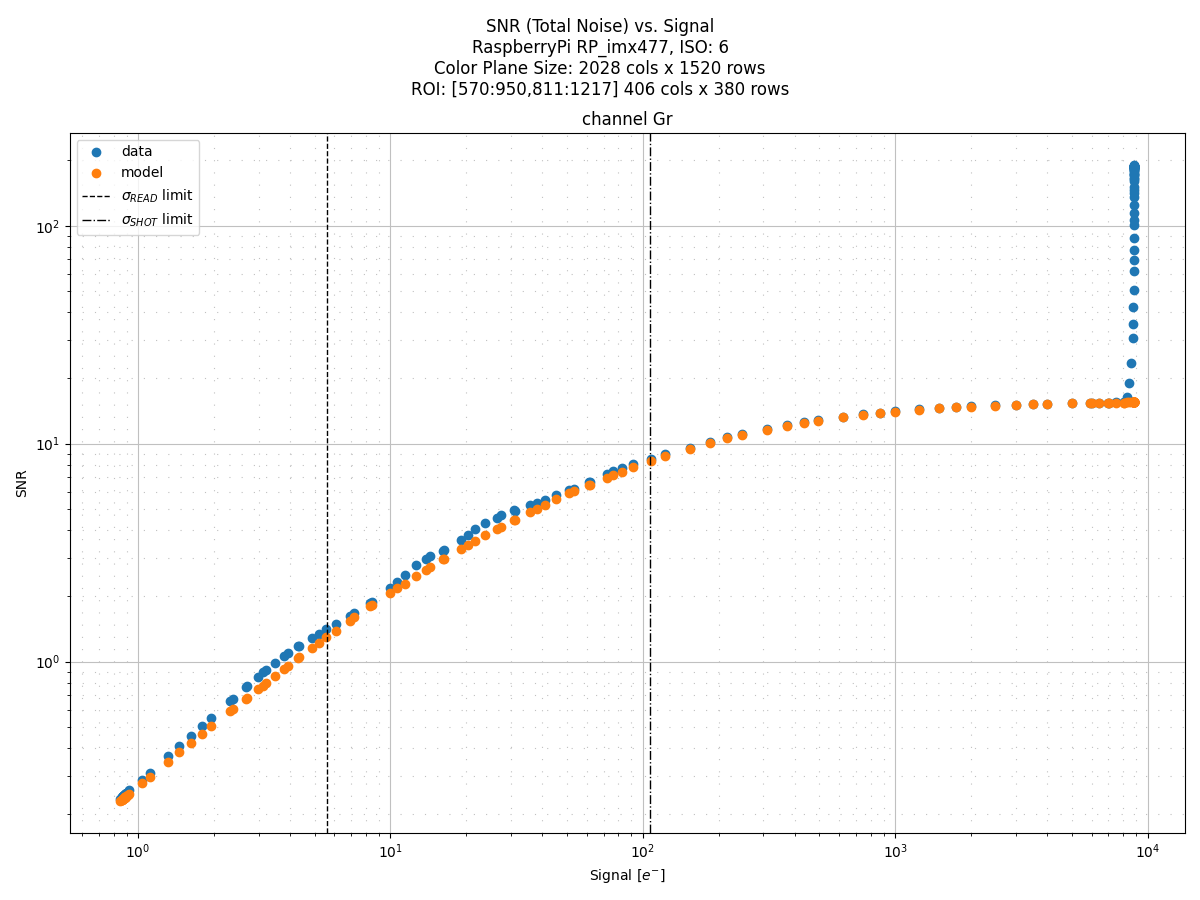 SNR (Total Noise) vs. Signal
RaspberryPi RP_imx477, ISO: 6
Color Plane Size: 2028 cols x 1520 rows
ROI: [570:950,811:1217] 406 cols x 380 rows
channel Gr
data
model
σ_READ limit
σ_SHOT limit
10²
10¹
10⁰
SNR
10⁰ 10¹ 10² 10³ 10⁴
Signal [e⁻]